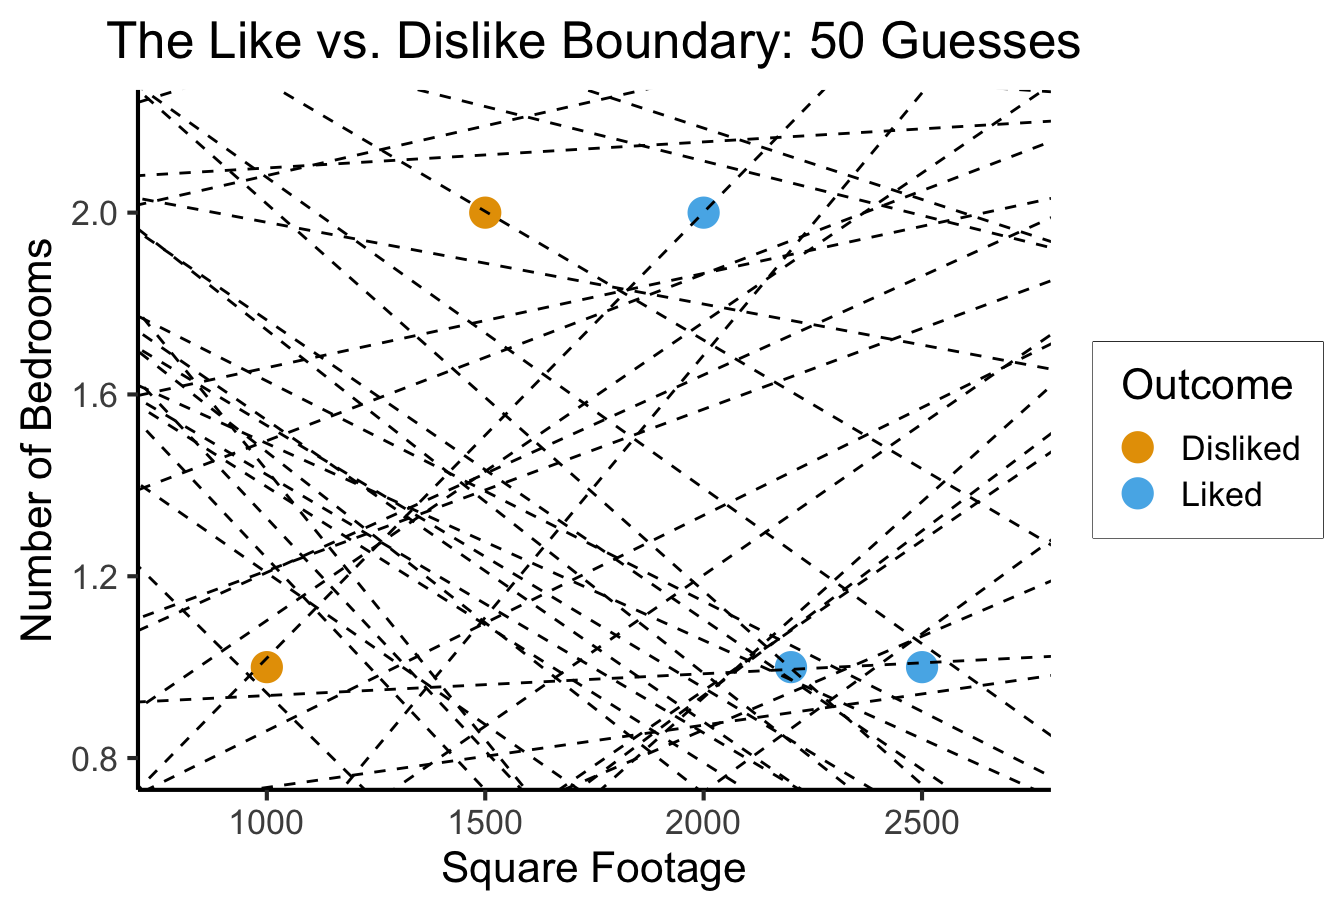 The Like vs. Dislike Boundary: 50 Guesses
Number of Bedrooms
2.0
1.6
1.2
0.8
1000 1500 2000 2500
Square Footage
Outcome
Disliked
Liked